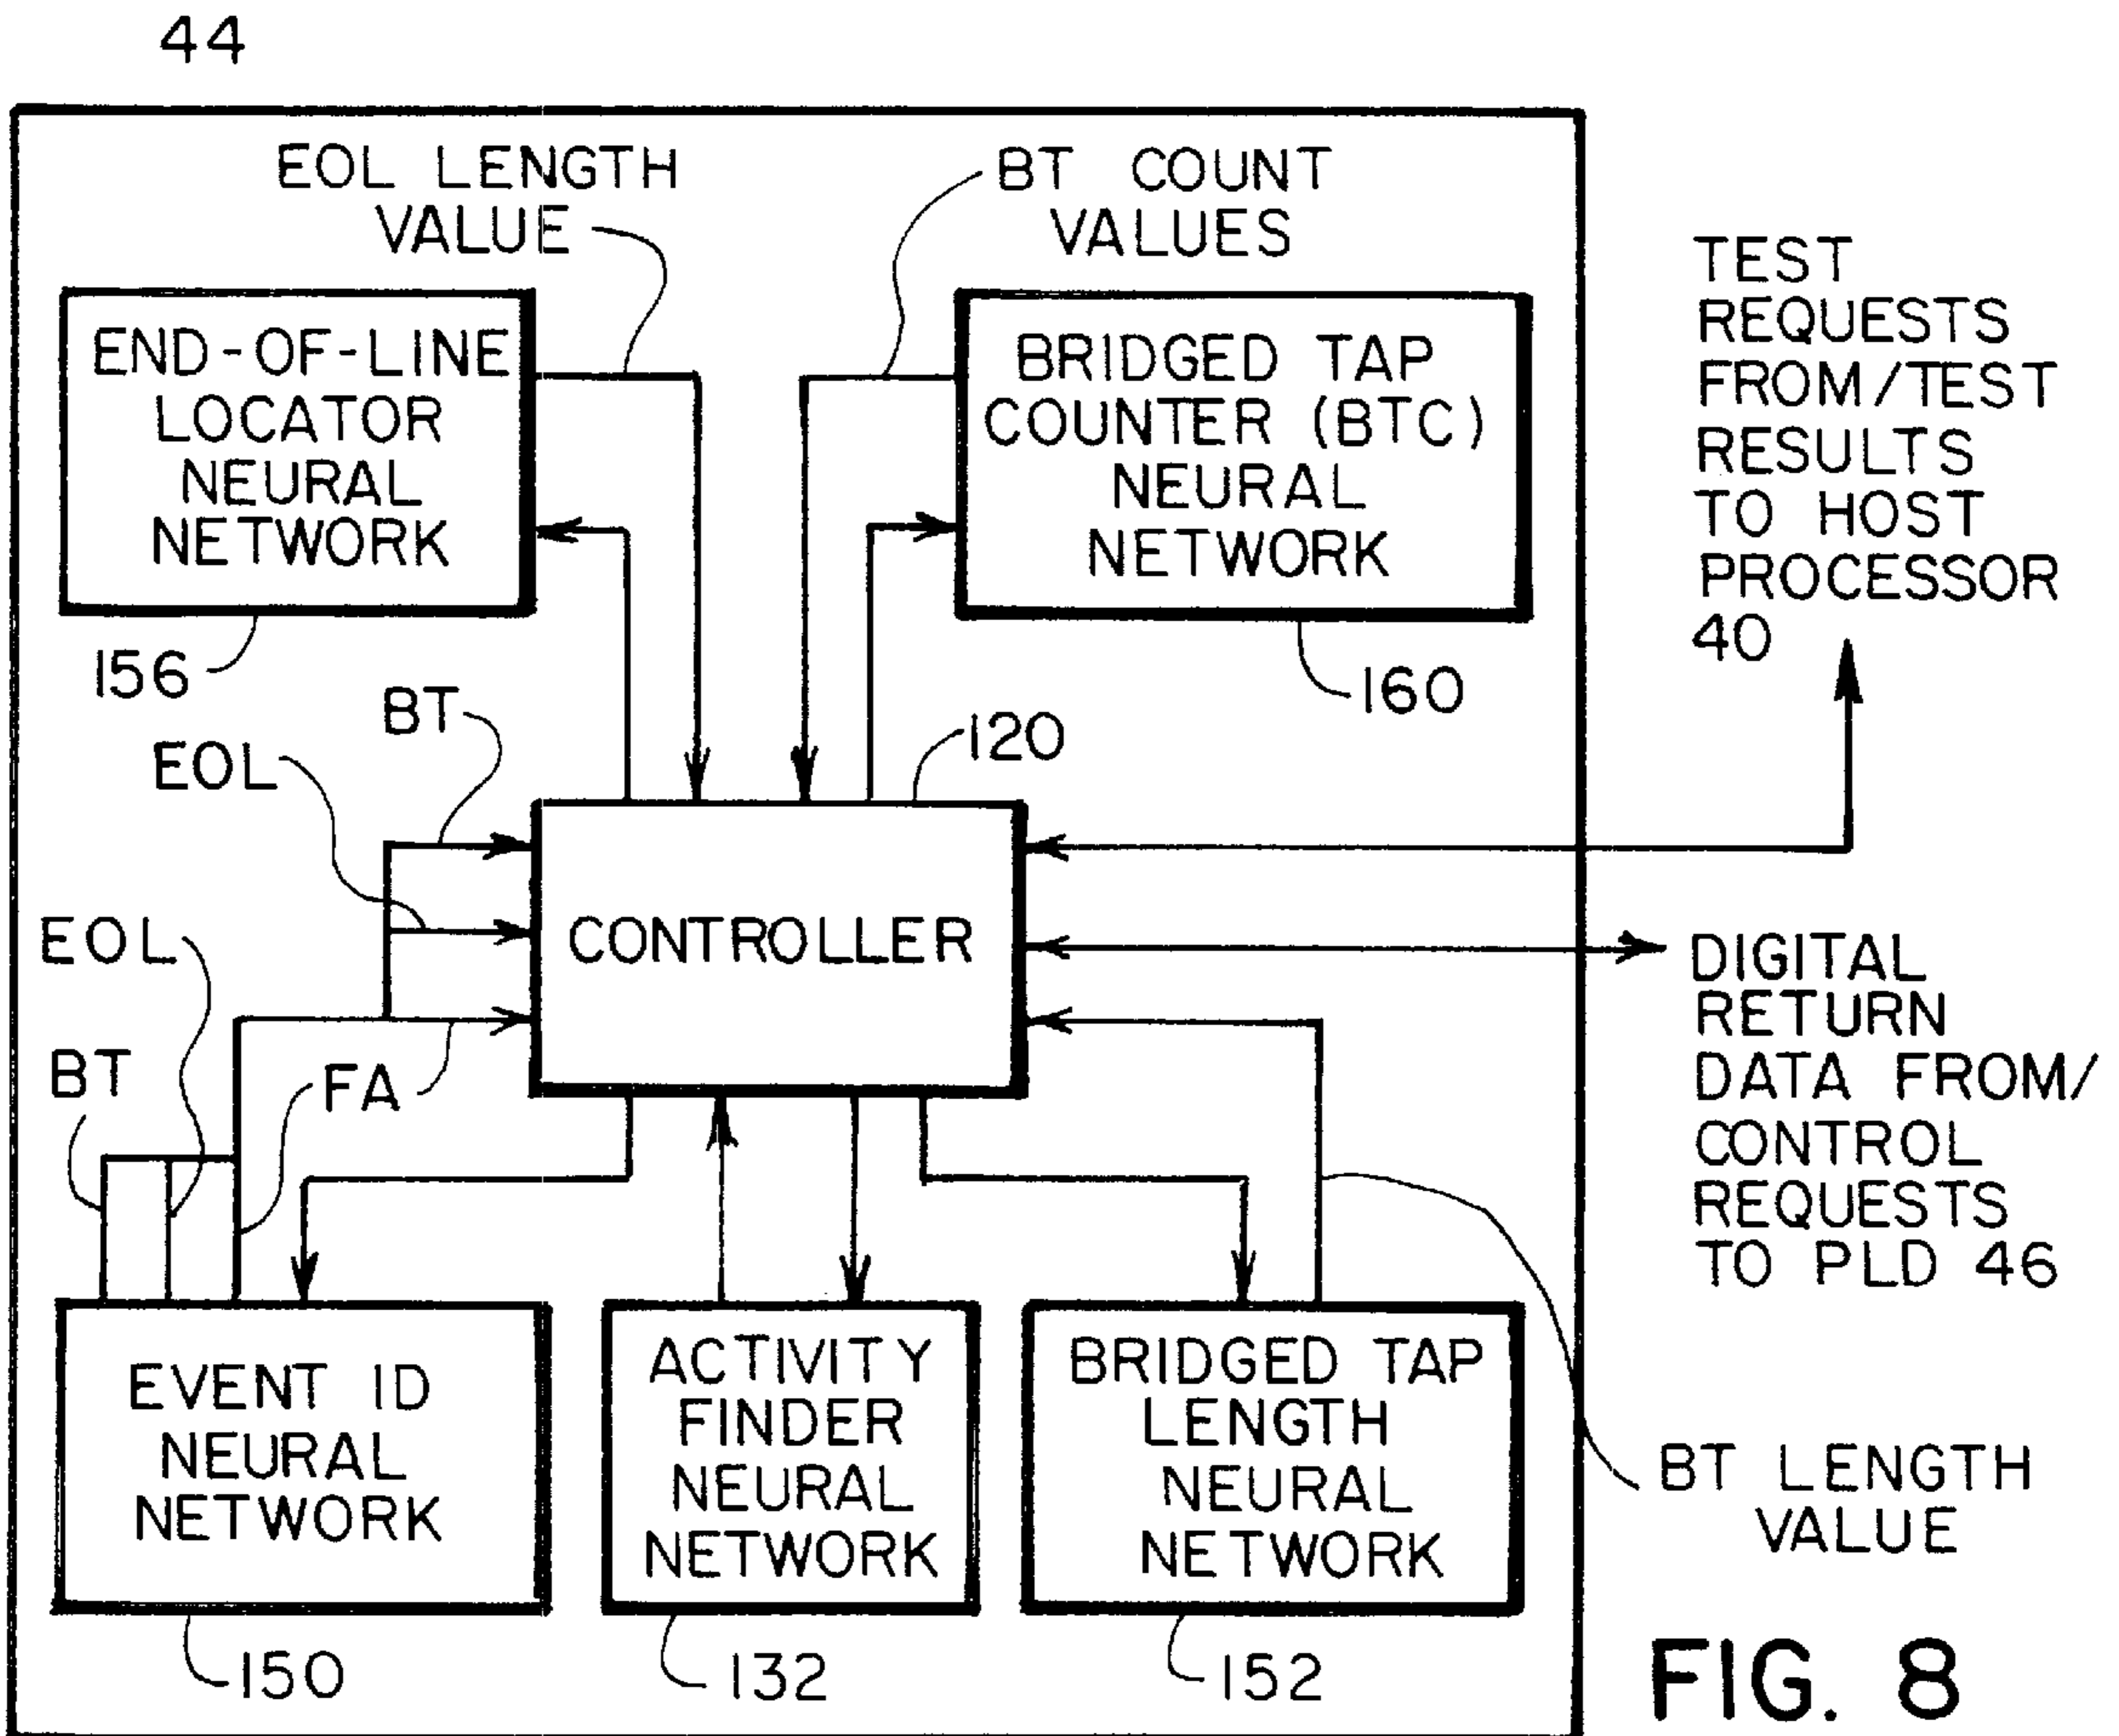 44
EOL LENGTH
VALUE
BT COUNT
VALUES
END-OF-LINE
LOCATOR
NEURAL
NETWORK
BRIDGED TAP
COUNTER (BTC)
NEURAL
NETWORK
TEST
REQUESTS
FROM/TEST
RESULTS
TO HOST
PROCESSOR
40
156
160
BT
EOL
120
CONTROLLER
EOL
BT
FA
DIGITAL
RETURN
DATA FROM/
CONTROL
REQUESTS
TO PLD 46
EVENT ID
NEURAL
NETWORK
ACTIVITY
FINDER
NEURAL
NETWORK
BRIDGED TAP
LENGTH
NEURAL
NETWORK
BT LENGTH
VALUE
150
132
152
FIG. 8